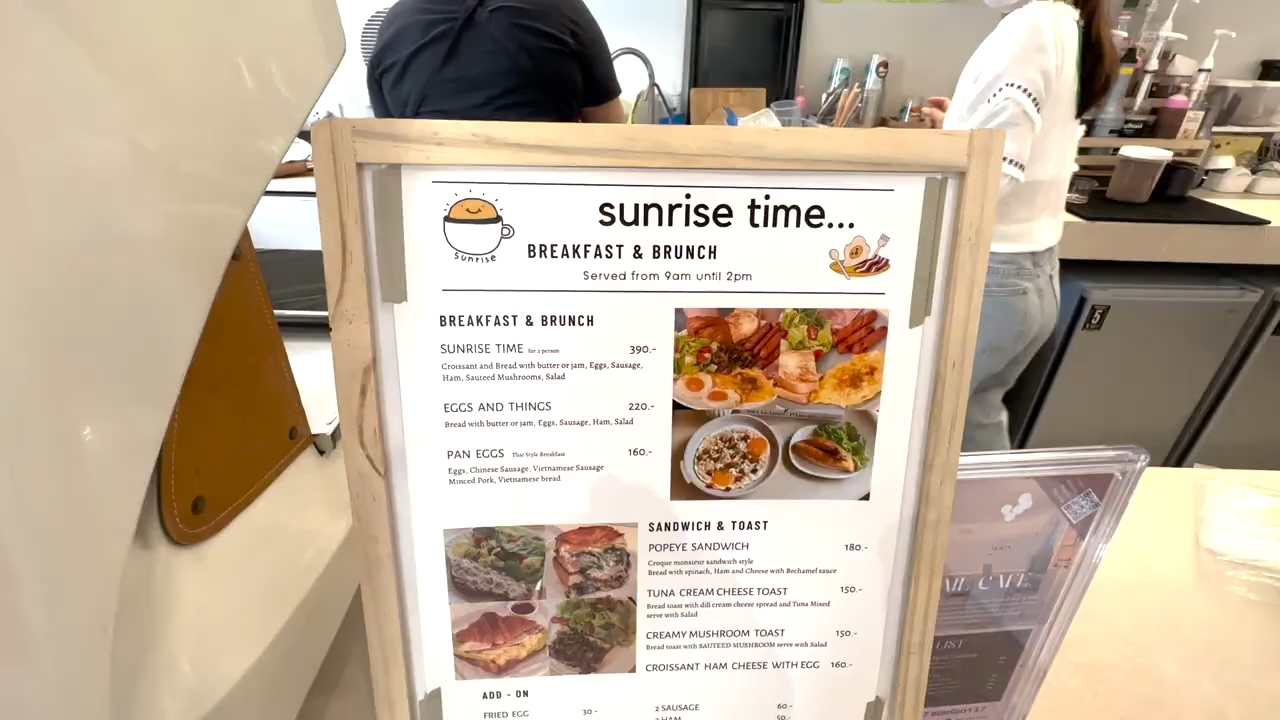 sunrise
sunrise time...
BREAKFAST & BRUNCH
Served from 9am until 2pm
BREAKFAST & BRUNCH
SUNRISE TIME for 2 person 390.-
Croissant and Bread with butter or jam, Eggs, Sausage,
Ham, Sauteed Mushrooms, Salad
EGGS AND THINGS 220.-
Bread with butter or jam, Eggs, Sausage, Ham, Salad
PAN EGGS Thai Style Breakfast 160.-
Eggs, Chinese Sausage, Vietnamese Sausage
Minced Pork, Vietnamese bread
SANDWICH & TOAST
POPEYE SANDWICH 180.-
Croque monsieur sandwich style
Bread with spinach, Ham and Cheese with Bechamel sauce
TUNA CREAM CHEESE TOAST 150.-
Bread toast with dill cream cheese spread and Tuna Mixed
serve with Salad
CREAMY MUSHROOM TOAST 150.-
Bread toast with SAUTEED MUSHROOM serve with Salad
CROISSANT HAM CHEESE WITH EGG 160.-
ADD - ON
FRIED EGG 30 -
2 SAUSAGE 60 -
HAM 50.-
5
CAFE
LIST